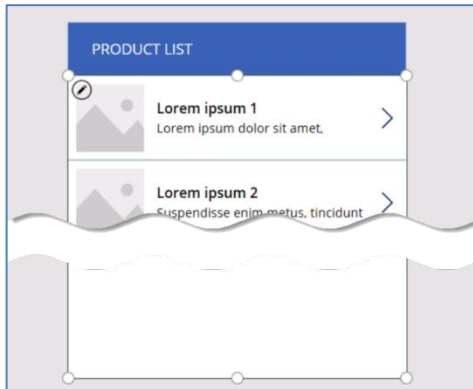 PRODUCT LIST
Lorem ipsum 1
Lorem ipsum dolor sit amet,
Lorem ipsum 2
Suspendisse enim metus, tincidunt